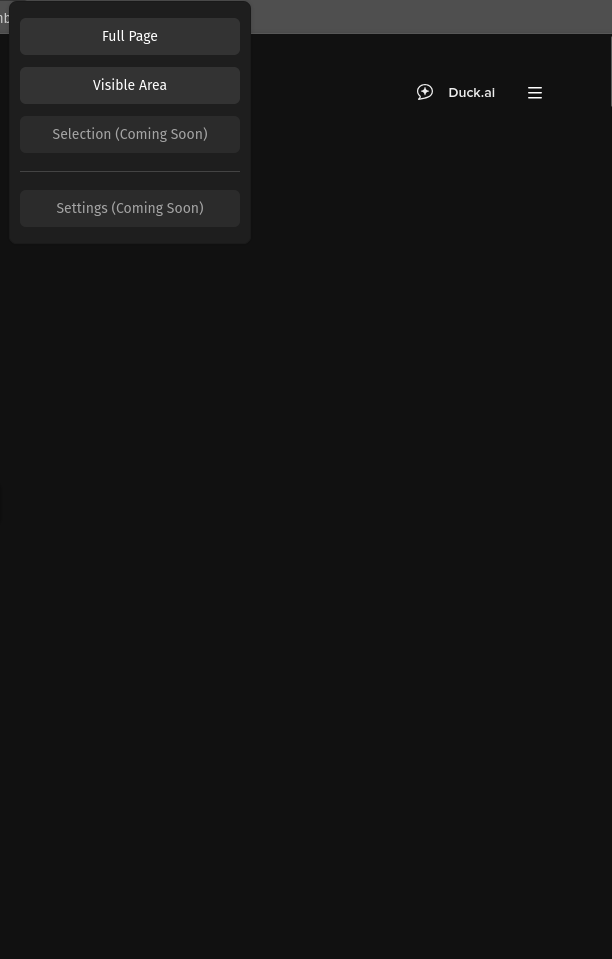 Full Page
Visible Area
Selection (Coming Soon)
Settings (Coming Soon)
Duck.ai